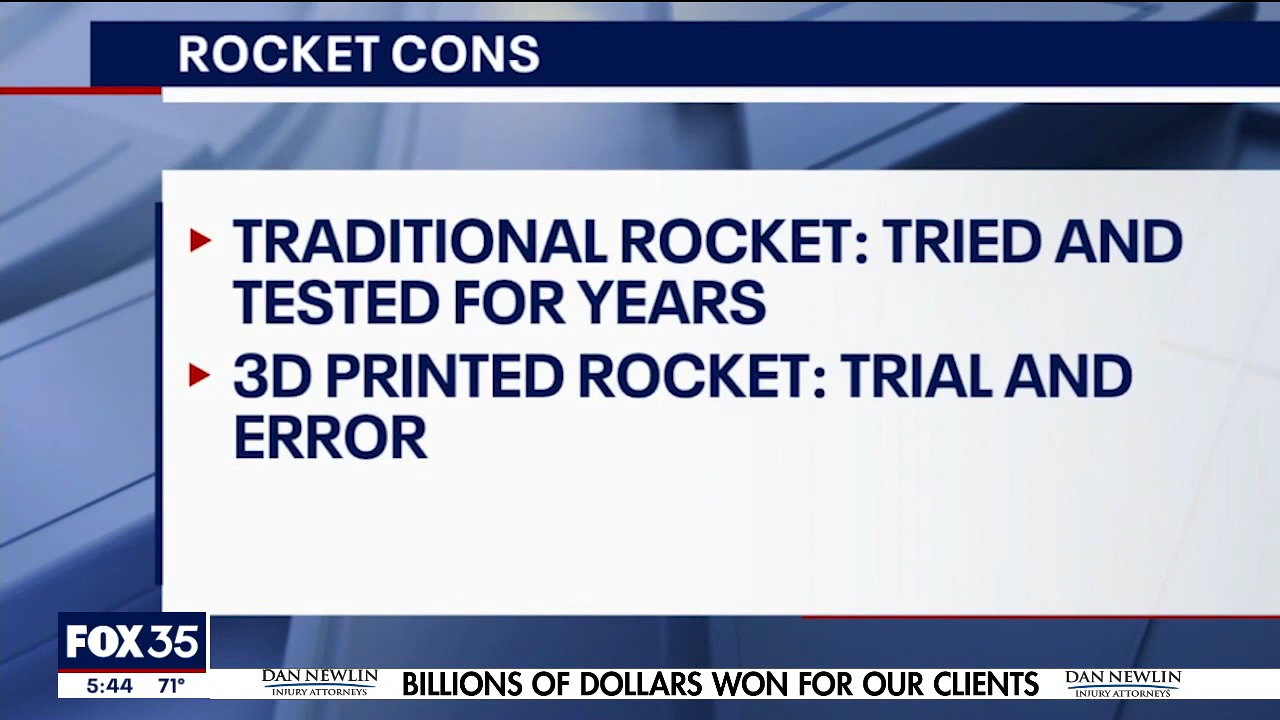 ROCKET CONS
TRADITIONAL ROCKET: TRIED AND
TESTED FOR YEARS
3D PRINTED ROCKET: TRIAL AND
ERROR
FOX 35
5:44 71°
DAN NEWLIN
INJURY ATTORNEYS
BILLIONS OF DOLLARS WON FOR OUR CLIENTS
DAN NEWLIN
INJURY ATTORNEYS